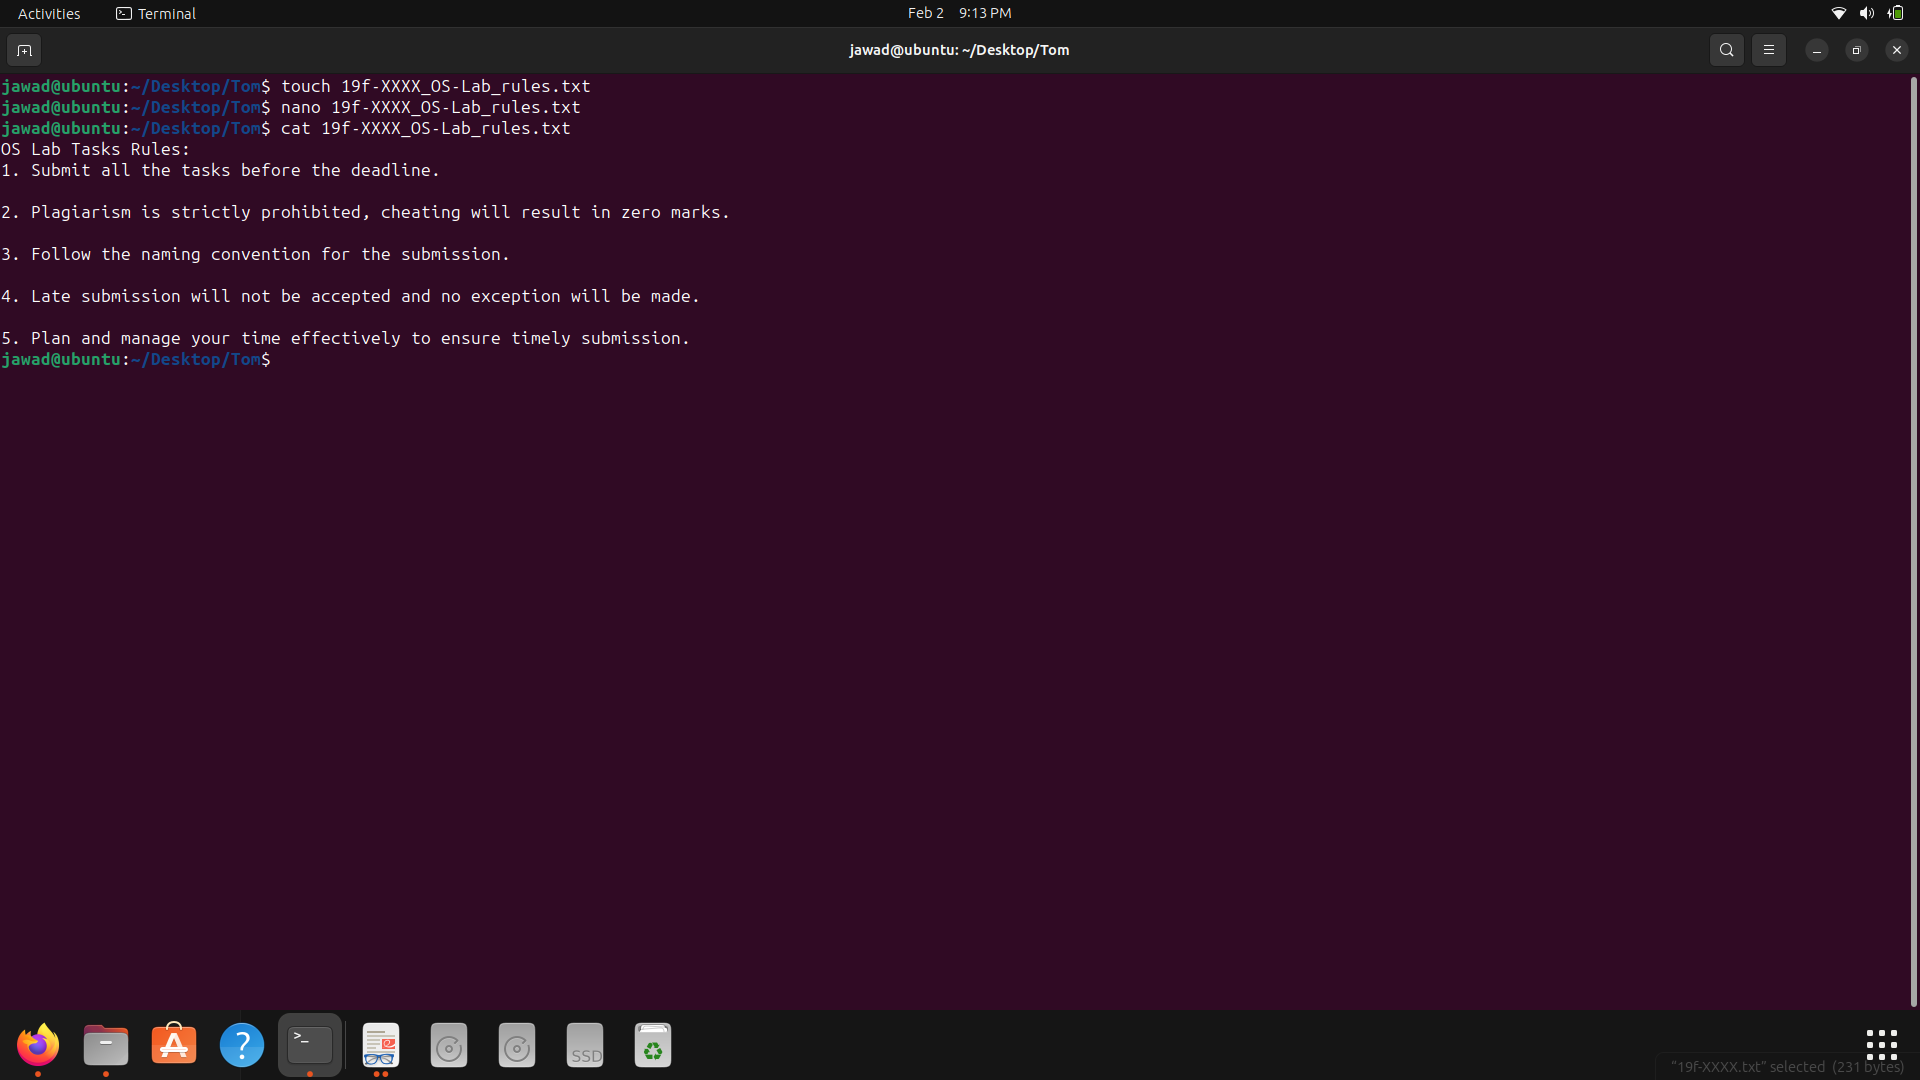 Activities Terminal Feb 2 9:13 PM
jawad@ubuntu: ~/Desktop/Tom
jawad@ubuntu:~/Desktop/Tom$ touch 19f-XXXX_OS-Lab_rules.txt
jawad@ubuntu:~/Desktop/Tom$ nano 19f-XXXX_OS-Lab_rules.txt
jawad@ubuntu:~/Desktop/Tom$ cat 19f-XXXX_OS-Lab_rules.txt
OS Lab Tasks Rules:
1. Submit all the tasks before the deadline.
2. Plagiarism is strictly prohibited, cheating will result in zero marks.
3. Follow the naming convention for the submission.
4. Late submission will not be accepted and no exception will be made.
5. Plan and manage your time effectively to ensure timely submission.
jawad@ubuntu:~/Desktop/Tom$
SSD
"19f-XXXX.txt" selected (231 bytes)